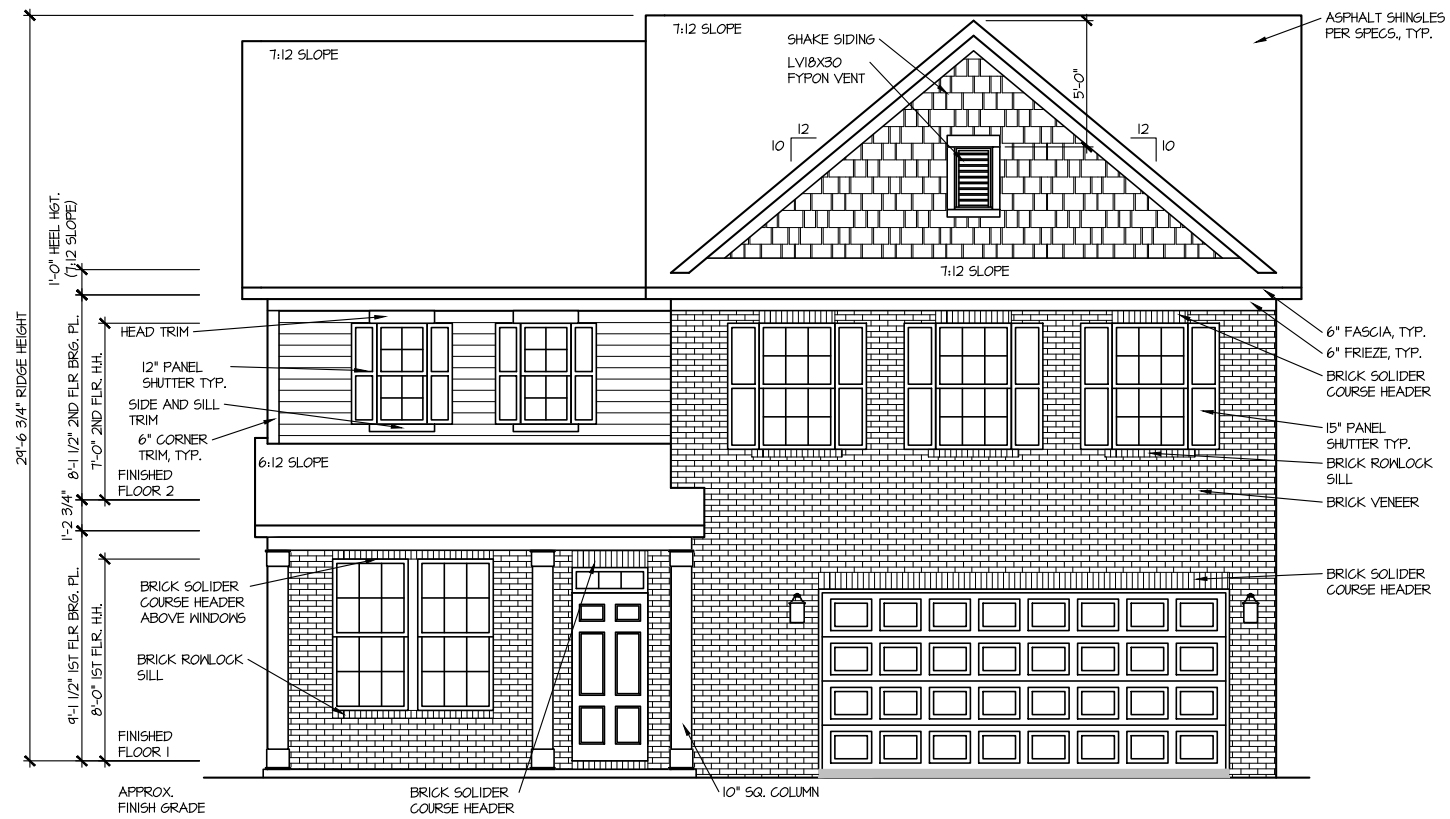 7:12 SLOPE
7:12 SLOPE
SHAKE SIDING
LV18X30
FYPON VENT
5'-0"
ASPHALT SHINGLES
PER SPECS., TYP.
12
10
12
10
7:12 SLOPE
29'-6 3/4" RIDGE HEIGHT
1'-0" HEEL HGT.
(7:12 SLOPE)
8'-1 1/2" 2ND FLR BRG. PL.
7'-0" 2ND FLR. H.H.
1'-2 3/4"
9'-1 1/2" 1ST FLR BRG. PL.
8'-0" 1ST FLR. H.H.
HEAD TRIM
12" PANEL
SHUTTER TYP.
SIDE AND SILL
TRIM
6" CORNER
TRIM, TYP.
FINISHED
FLOOR 2
6:12 SLOPE
6" FASCIA, TYP.
6" FRIEZE, TYP.
BRICK SOLIDER
COURSE HEADER
15" PANEL
SHUTTER TYP.
BRICK ROWLOCK
SILL
BRICK VENEER
BRICK SOLIDER
COURSE HEADER
BRICK SOLIDER
COURSE HEADER
ABOVE WINDOWS
BRICK ROWLOCK
SILL
FINISHED
FLOOR 1
APPROX.
FINISH GRADE
BRICK SOLIDER
COURSE HEADER
10" SQ. COLUMN